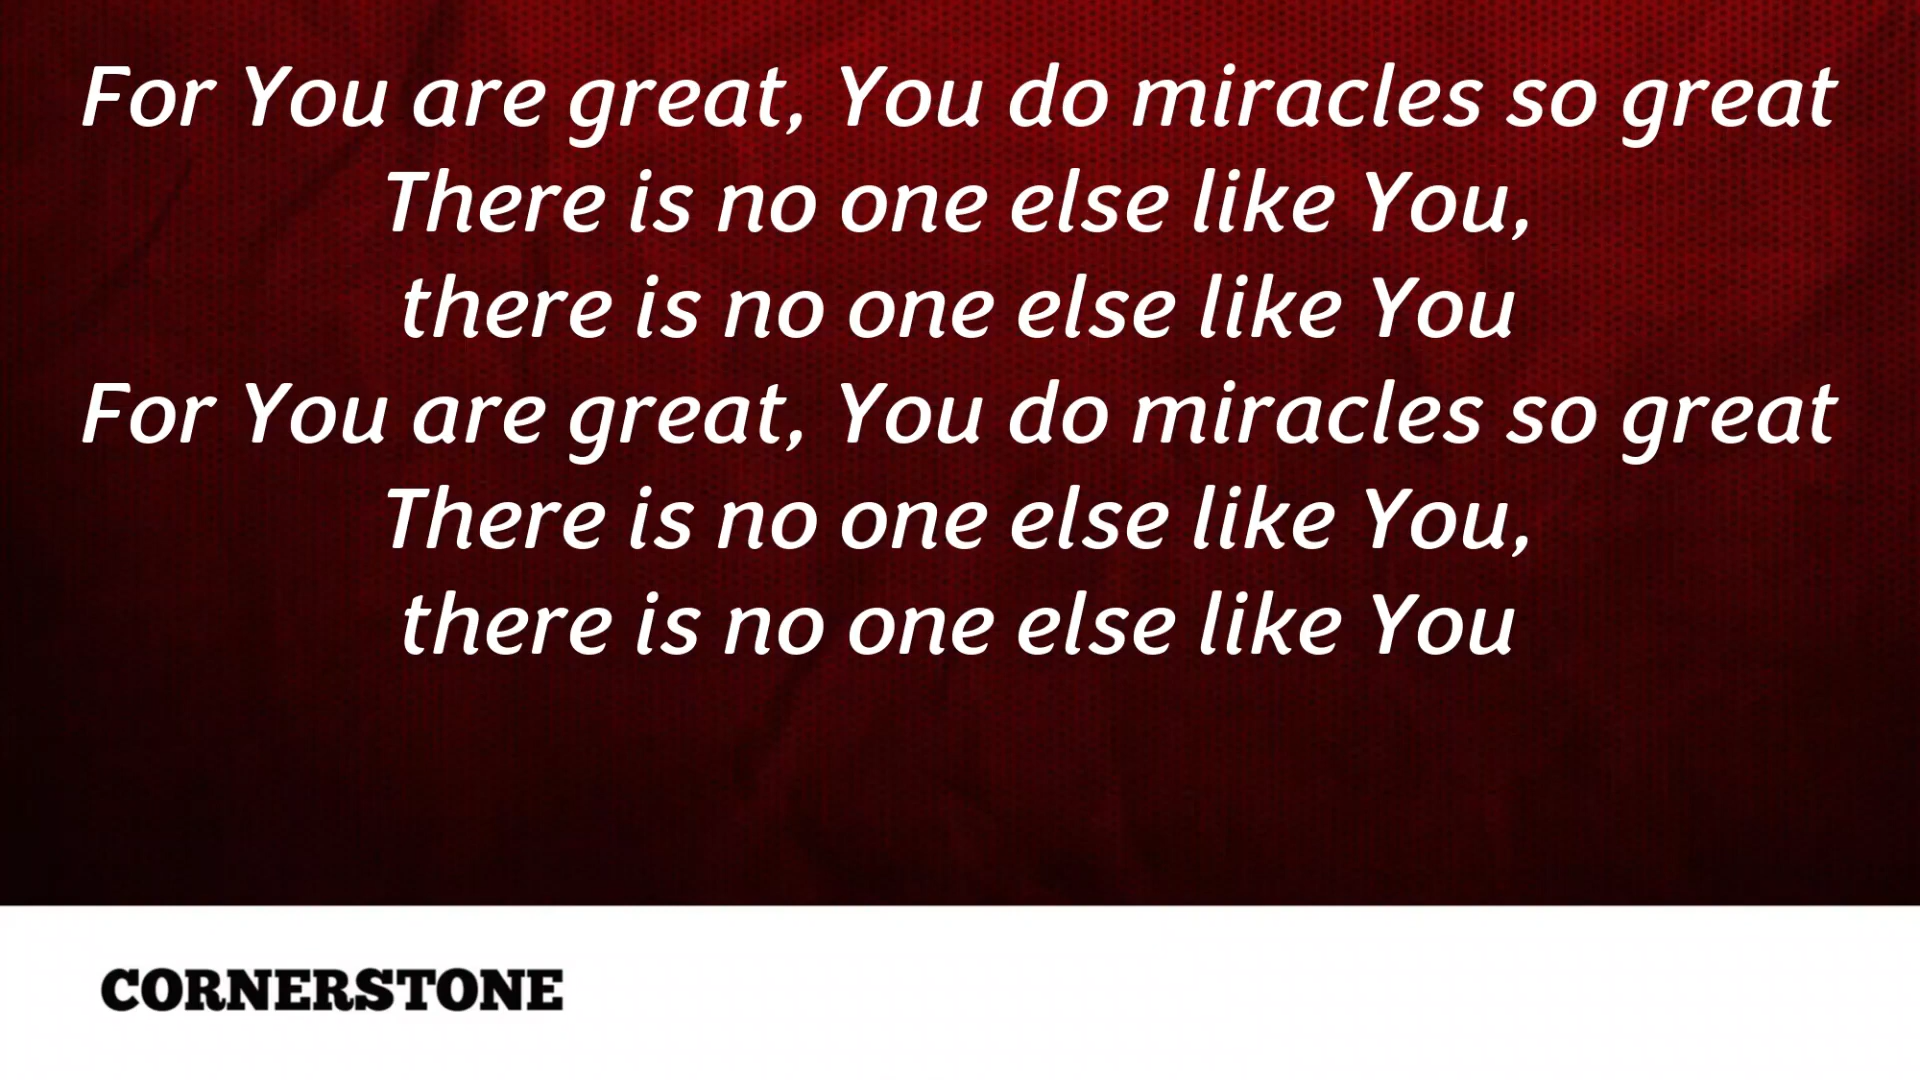 For You are great, You do miracles so great
There is no one else like You,
there is no one else like You
For You are great, You do miracles so great
There is no one else like You,
there is no one else like You
CORNERSTONE